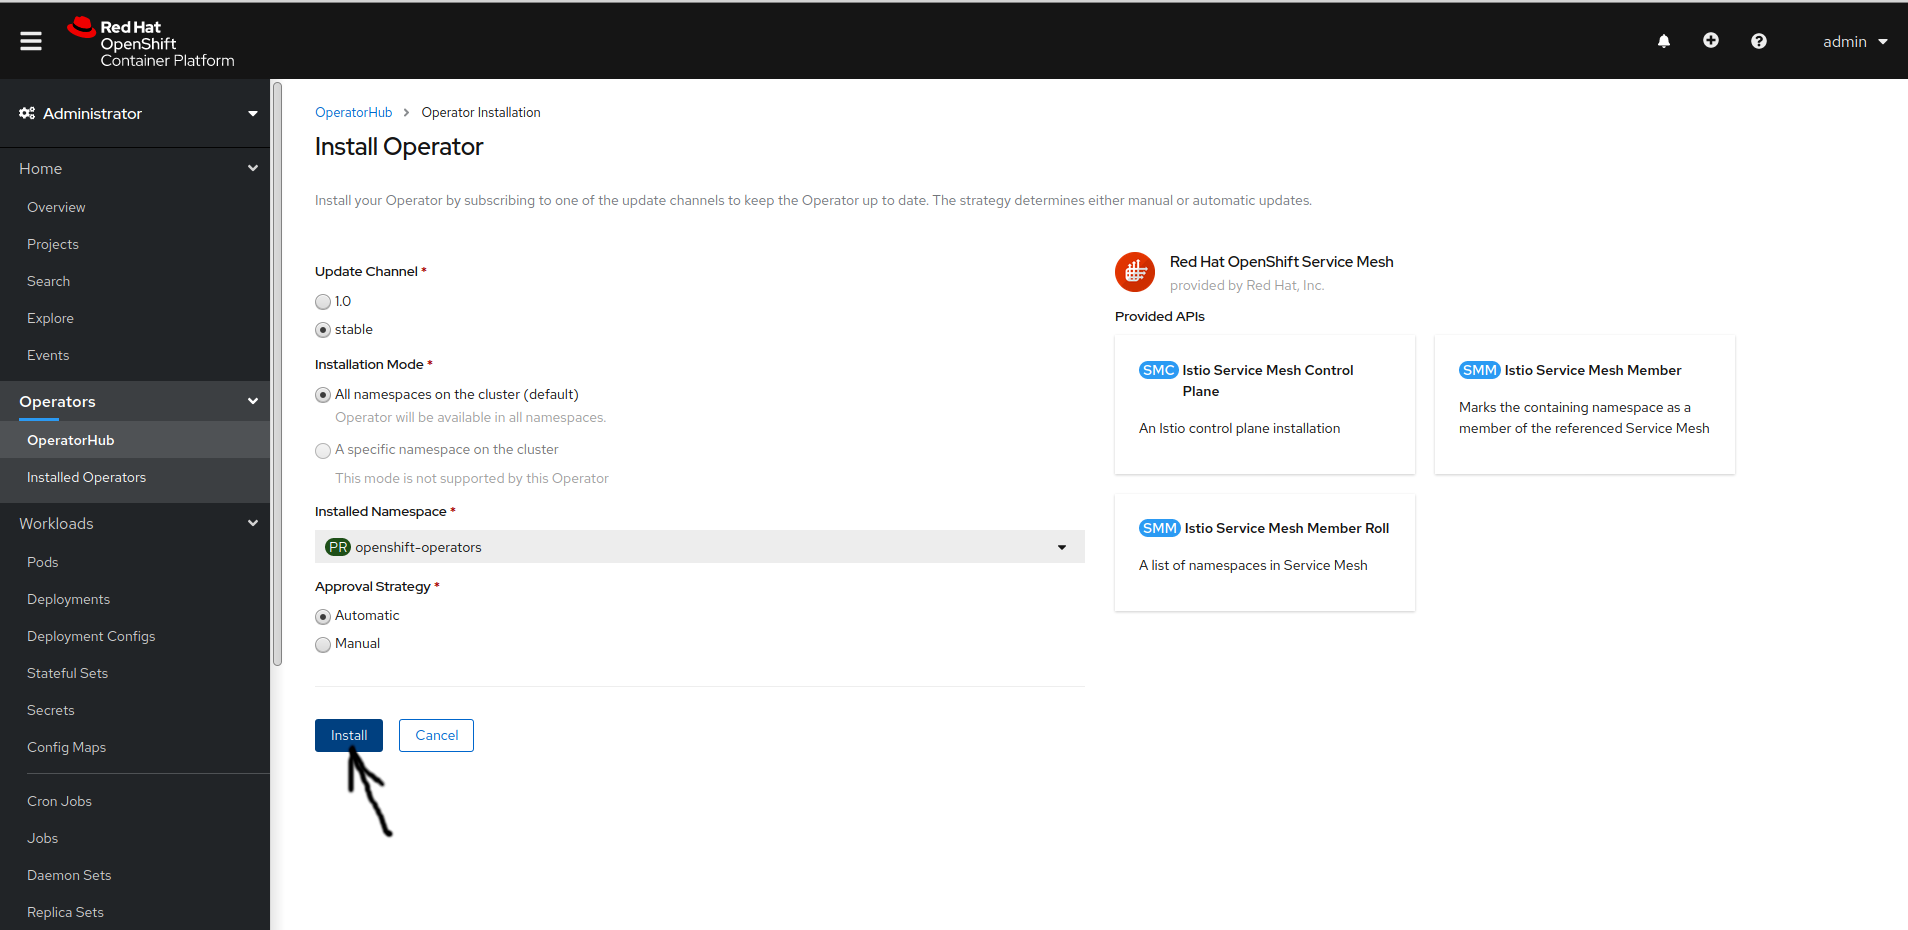 Red Hat
OpenShift
Container Platform
admin
Administrator
Home
Overview
Projects
Search
Explore
Events
Operators
OperatorHub
Installed Operators
Workloads
Pods
Deployments
Deployment Configs
Stateful Sets
Secrets
Config Maps
Cron Jobs
Jobs
Daemon Sets
Replica Sets
OperatorHub > Operator Installation
Install Operator
Install your Operator by subscribing to one of the update channels to keep the Operator up to date. The strategy determines either manual or automatic updates.
Update Channel *
1.0
stable
Installation Mode *
All namespaces on the cluster (default)
Operator will be available in all namespaces.
A specific namespace on the cluster
This mode is not supported by this Operator
Installed Namespace *
PR openshift-operators
Approval Strategy *
Automatic
Manual
Install Cancel
Red Hat OpenShift Service Mesh
provided by Red Hat, Inc.
Provided APIs
SMC Istio Service Mesh Control
Plane
An Istio control plane installation
SMM Istio Service Mesh Member
Marks the containing namespace as a
member of the referenced Service Mesh
SMM Istio Service Mesh Member Roll
A list of namespaces in Service Mesh